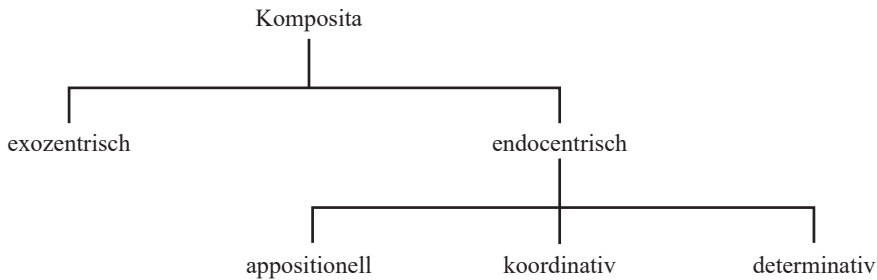 Komposita
exozentrisch endocentrisch
appositionell koordinativ determinativ